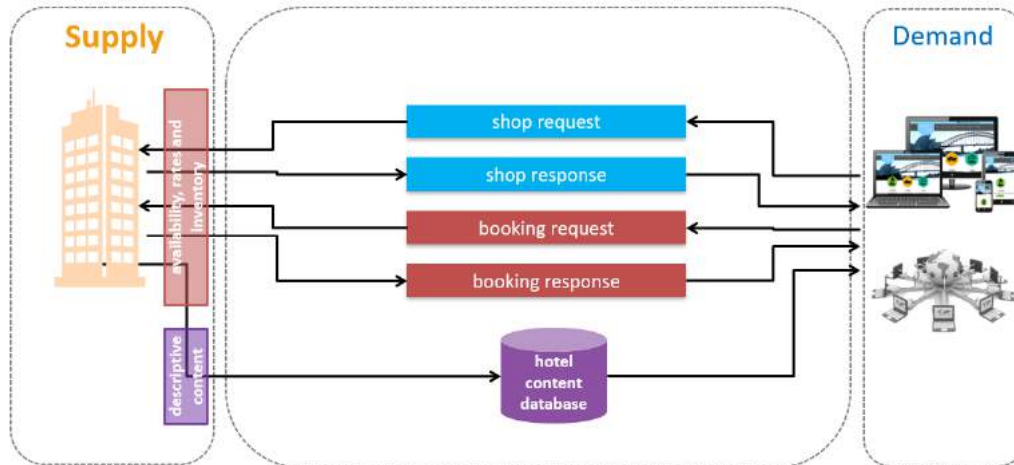 Supply
Demand
availability, rates and
Inventory
shop request
shop response
booking request
booking response
descriptive
content
hotel
content
database